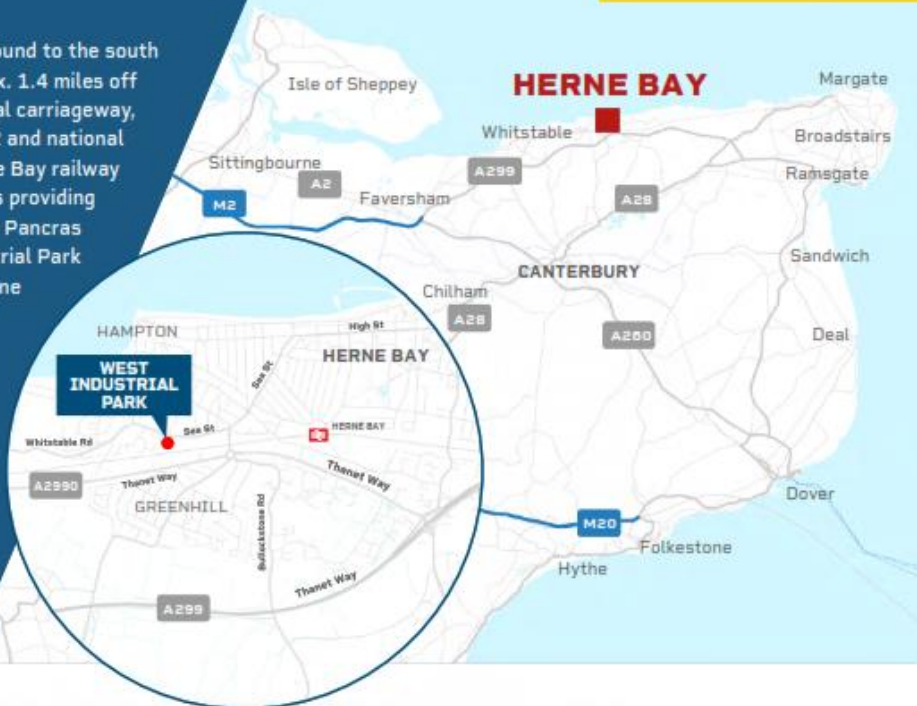 ound to the south
x. 1.4 miles off
al carriageway,
and national
e Bay railway
s providing
Pancras
rial Park
ne
HERNE BAY
Isle of Sheppey
Margate
Whitstable
Broadstairs
Sittingbourne
A299
Ramsgate
A2
Faversham
A28
M2
Sandwich
CANTERBURY
Chilham
A28
A260
Deal
Dover
M20
Folkestone
Hythe
HAMPTON
High St
HERNE BAY
Sea St
WEST
INDUSTRIAL
PARK
Sea St
HERNE BAY
Whitstable Rd
Thanet Way
Thanet Way
A2990
GREENHILL
Bullockstone Rd
Thanet Way
A299